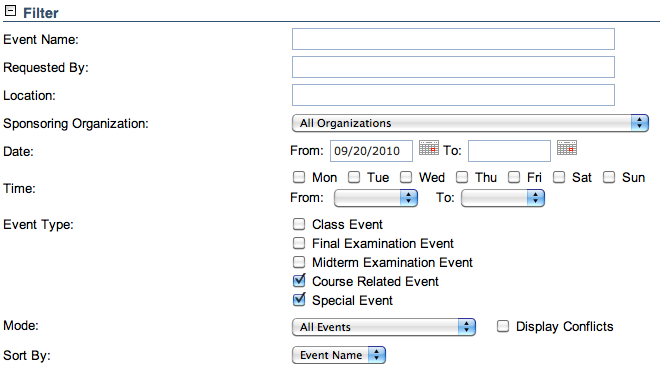 Filter
Event Name:
Requested By:
Location:
Sponsoring Organization: All Organizations
Date: From: 09/20/2010 To:
Mon Tue Wed Thu Fri Sat Sun
Time: From: To:
Event Type: Class Event
Final Examination Event
Midterm Examination Event
Course Related Event
Special Event
Mode: All Events Display Conflicts
Sort By: Event Name